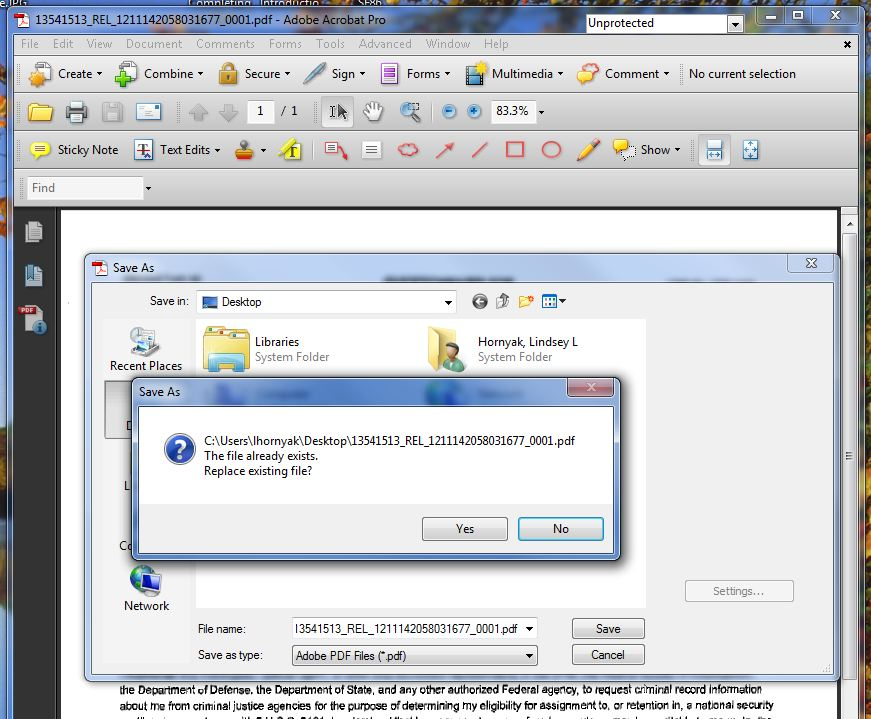 13541513_REL_1211142058031677_0001.pdf - Adobe Acrobat Pro
Unprotected
File Edit View Document Comments Forms Tools Advanced Window Help
Create Combine Secure Sign Forms Multimedia Comment No current selection
1 / 1 83.3%
Sticky Note Text Edits Show
Find
Save As
Save in: Desktop
Recent Places
Libraries
System Folder
Hornyak, Lindsey L
System Folder
Save As
C:\Users\lhornyak\Desktop\13541513_REL_1211142058031677_0001.pdf
The file already exists.
Replace existing file?
Yes No
Network
Settings...
File name: 13541513_REL_1211142058031677_0001.pdf Save
Save as type: Adobe PDF Files (*.pdf) Cancel
the Department of Defense, the Department of State, and any other authorized Federal agency, to request criminal record information
about me from criminal justice agencies for the purpose of determining my eligibility for assignment to, or retention in, a national security